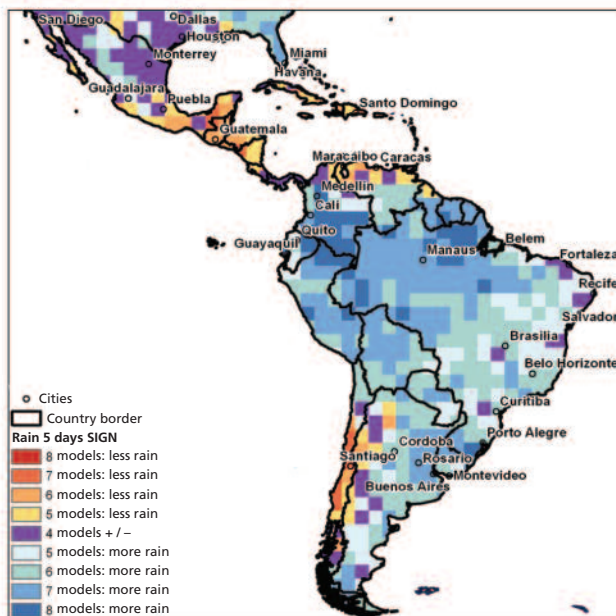 San Diego
Dallas
Houston
Monterrey
Miami
Havana
Guadalajara
Puebla
Santo Domingo
Guatemala
Maracaibo
Caracas
Medellin
Cali
Quito
Guayaquil
Manaus
Belem
Fortaleza
Recife
Salvador
Brasilia
Belo Horizonte
Curitiba
Porto Alegre
Cordoba
Santiago
Rosario
Montevideo
Buenos Aires
Cities
Country border
Rain 5 days SIGN
8 models: less rain
7 models: less rain
6 models: less rain
5 models: less rain
4 models + / –
5 models: more rain
6 models: more rain
7 models: more rain
8 models: more rain